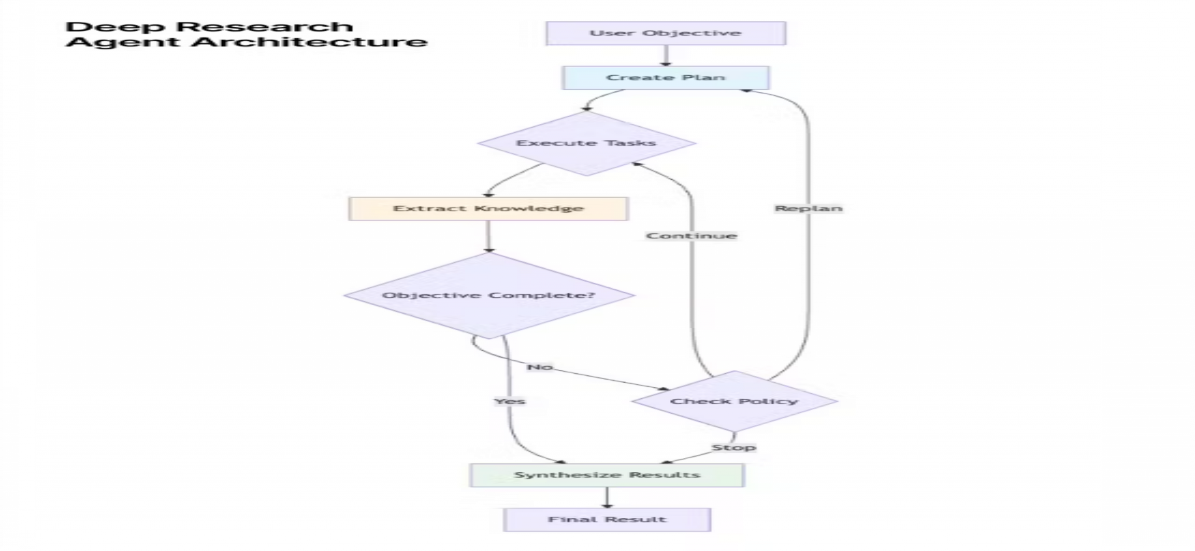 Deep Research
Agent Architecture
User Objective
Create Plan
Execute Tasks
Extract Knowledge
Replan
Continue
Objective Complete?
No
Yes
Check Policy
Stop
Synthesize Results
Final Result